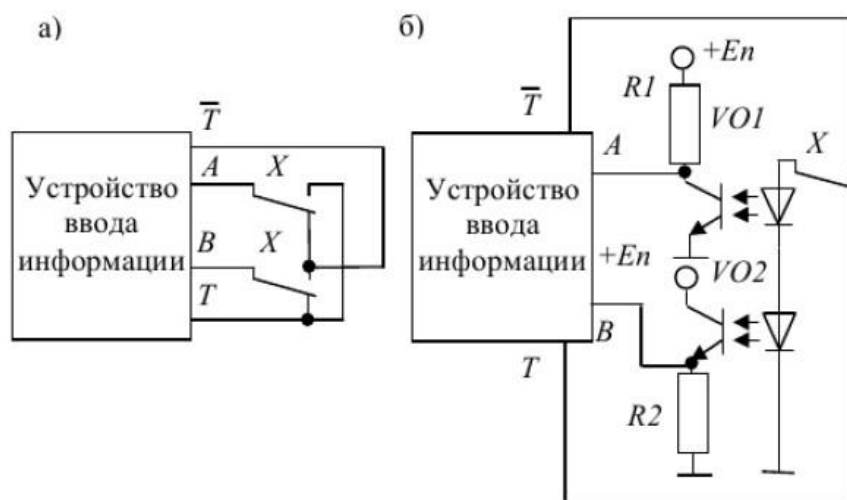 а)
T̅
A
X
Устройство
ввода
информации
B
X
T
б)
+En
R1
T̅
VO1
A
X
Устройство
ввода
информации
+En
VO2
B
T
R2